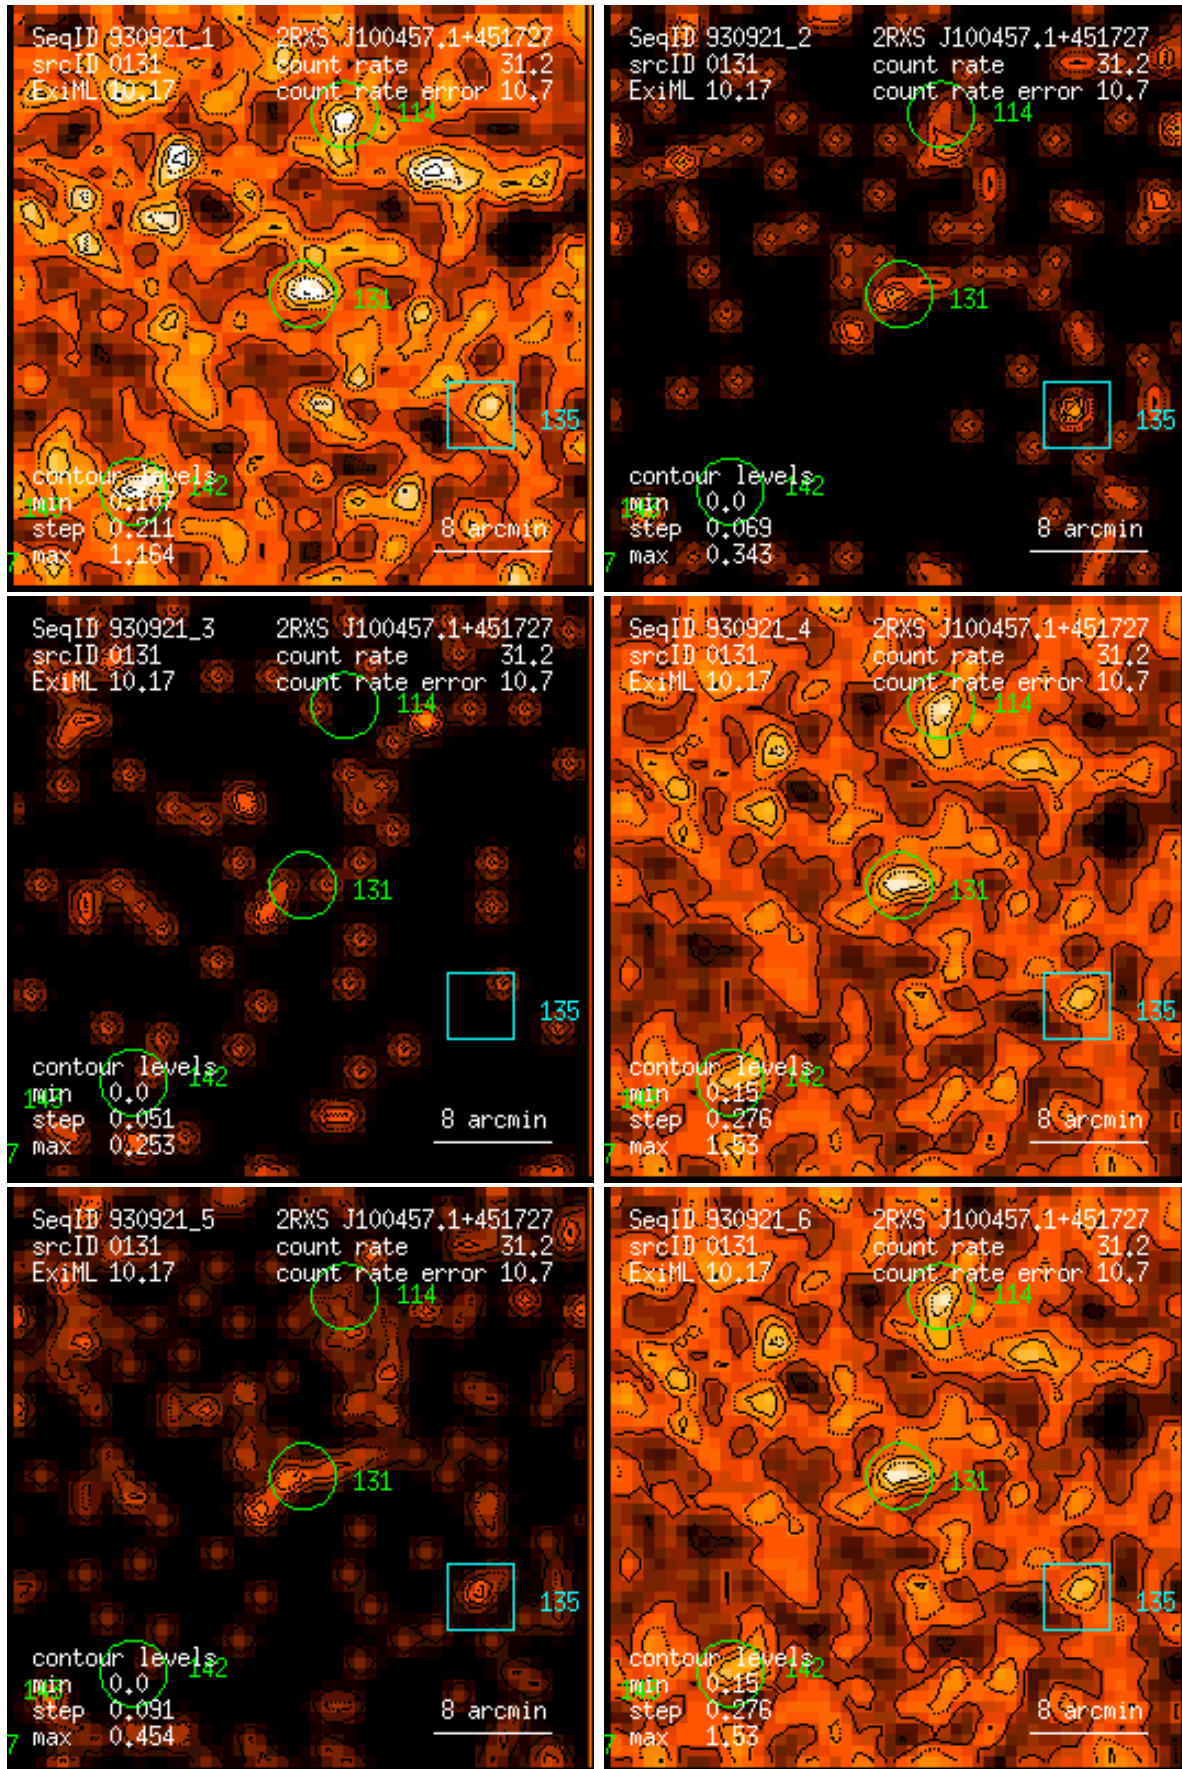 SeqID 930921_1 2RXS J100457.1+451727
srcID 0131 count rate 31.2
ExiML 10.17 count rate error 10.7
114
131
135
contour levels
142
min 0.107
step 0.211 8 arcmin
7
max 1.164
SeqID 930921_2 2RXS J100457.1+451727
srcID 0131 count rate 31.2
ExiML 10.17 count rate error 10.7
114
131
135
contour levels
142
min 0.0
step 0.069 8 arcmin
7
max 0.343
SeqID 930921_3 2RXS J100457.1+451727
srcID 0131 count rate 31.2
ExiML 10.17 count rate error 10.7
114
131
135
contour levels
142
min 0.0
step 0.051 8 arcmin
7
max 0.253
SeqID 930921_4 2RXS J100457.1+451727
srcID 0131 count rate 31.2
ExiML 10.17 count rate error 10.7
114
131
135
contour levels
142
min 0.15
step 0.276 8 arcmin
7
max 1.53
SeqID 930921_5 2RXS J100457.1+451727
srcID 0131 count rate 31.2
ExiML 10.17 count rate error 10.7
114
131
135
contour levels
142
min 0.0
step 0.091 8 arcmin
7
max 0.454
SeqID 930921_6 2RXS J100457.1+451727
srcID 0131 count rate 31.2
ExiML 10.17 count rate error 10.7
114
131
135
contour levels
142
min 0.15
step 0.276 8 arcmin
7
max 1.53